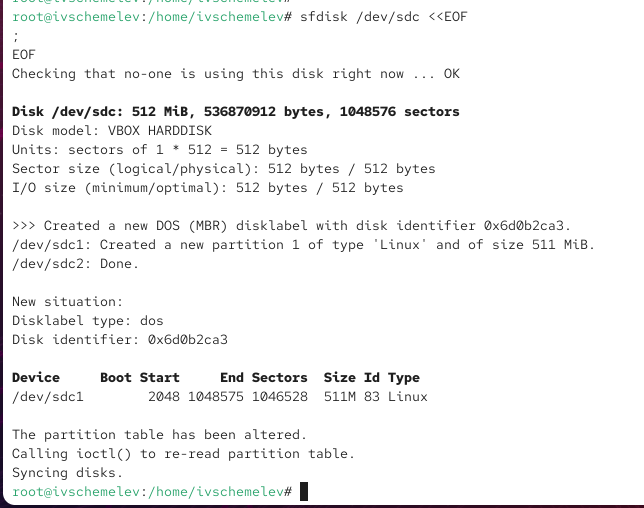 root@ivschemelev:/home/ivschemelev# sfdisk /dev/sdc <<EOF
;
EOF
Checking that no-one is using this disk right now ... OK
Disk /dev/sdc: 512 MiB, 536870912 bytes, 1048576 sectors
Disk model: VBOX HARDDISK
Units: sectors of 1 * 512 = 512 bytes
Sector size (logical/physical): 512 bytes / 512 bytes
I/O size (minimum/optimal): 512 bytes / 512 bytes
>>> Created a new DOS (MBR) disklabel with disk identifier 0x6d0b2ca3.
/dev/sdc1: Created a new partition 1 of type 'Linux' and of size 511 MiB.
/dev/sdc2: Done.
New situation:
Disklabel type: dos
Disk identifier: 0x6d0b2ca3
Device     Boot Start     End Sectors  Size Id Type
/dev/sdc1        2048 1048575 1046528  511M 83 Linux
The partition table has been altered.
Calling ioctl() to re-read partition table.
Syncing disks.
root@ivschemelev:/home/ivschemelev#